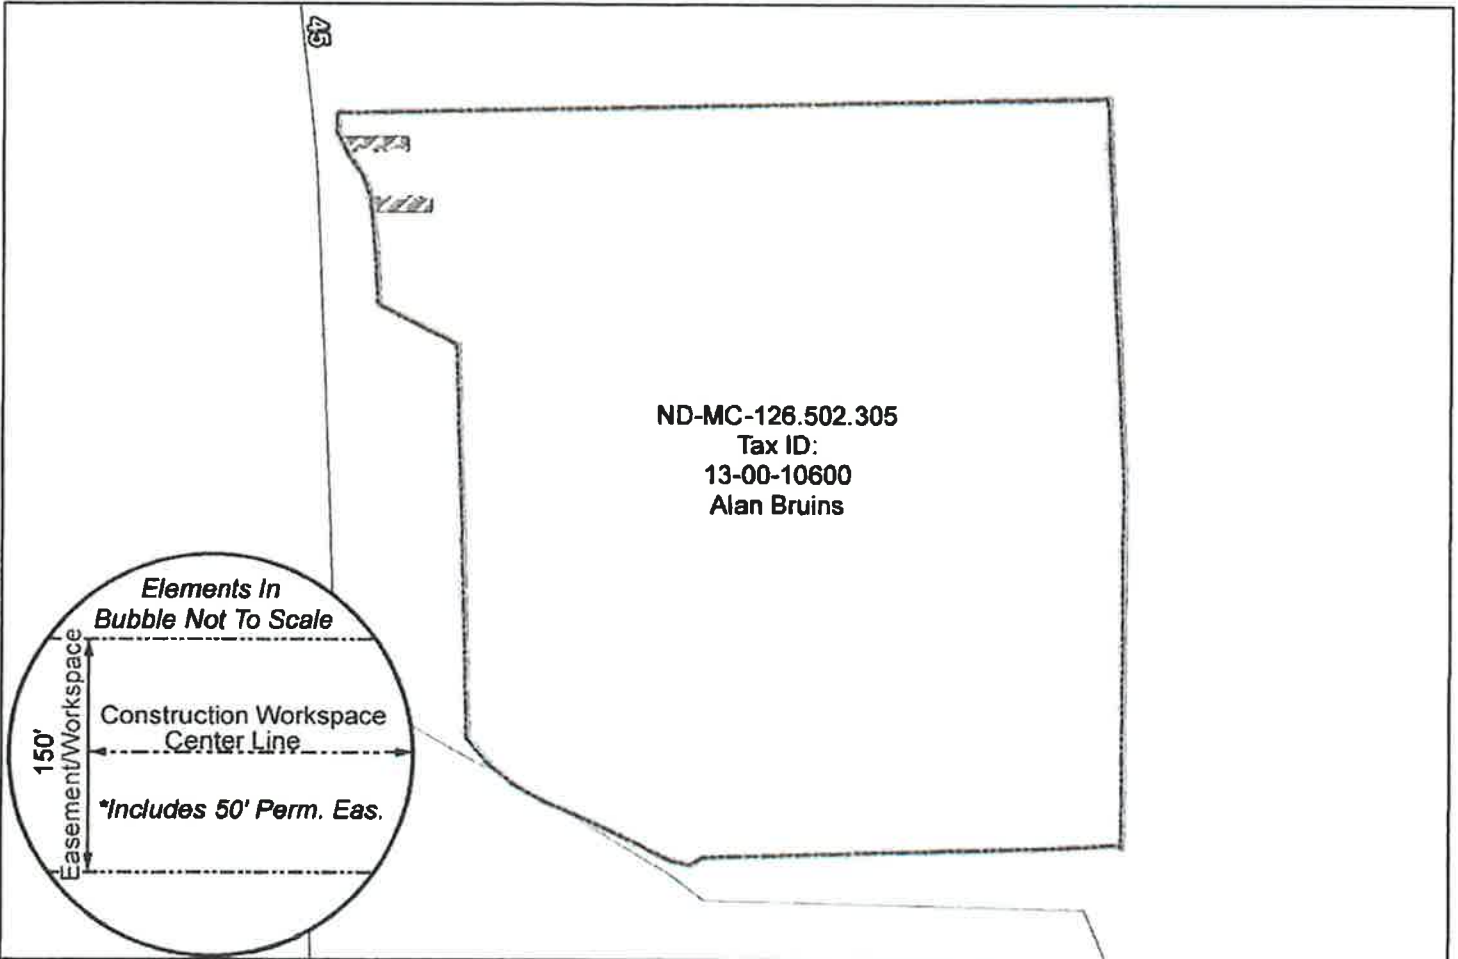 45
ND-MC-126.502.305
Tax ID:
13-00-10600
Alan Bruins
Elements In
Bubble Not To Scale
150'
Easement/Workspace
Construction Workspace
Center Line
*Includes 50' Perm. Eas.